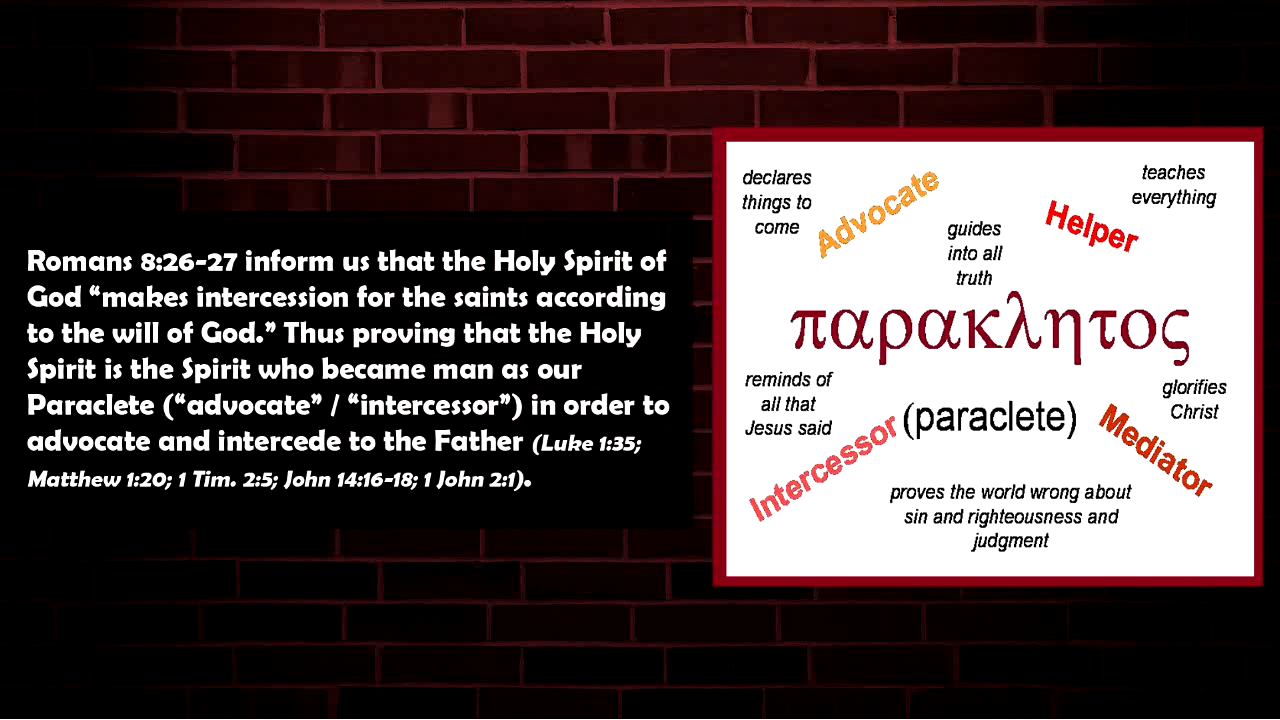 Romans 8:26-27 inform us that the Holy Spirit of
God “makes intercession for the saints according
to the will of God.” Thus proving that the Holy
Spirit is the Spirit who became man as our
Paraclete (“advocate” / “intercessor”) in order to
advocate and intercede to the Father (Luke 1:35;
Matthew 1:20; 1 Tim. 2:5; John 14:16-18; 1 John 2:1).
declares
things to
come
Advocate
guides
into all
truth
Helper
teaches
everything
παρακλητος
reminds of
all that
Jesus said
Intercessor
(paraclete)
Mediator
glorifies
Christ
proves the world wrong about
sin and righteousness and
judgment